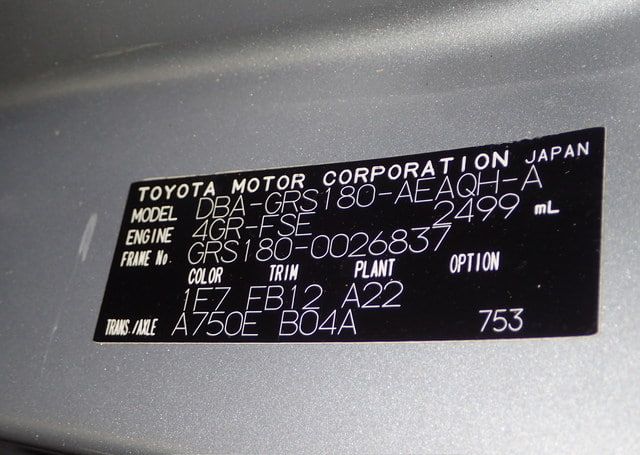 TOYOTA MOTOR CORPORATION JAPAN
MODEL DBA-GRS180-AEAQH-A
ENGINE 4GR-FSE 2499 mL
FRAME No. GRS180-0026837
COLOR TRIM PLANT OPTION
1F7 FB12 A22
TRANS./AXLE A750E B04A 753